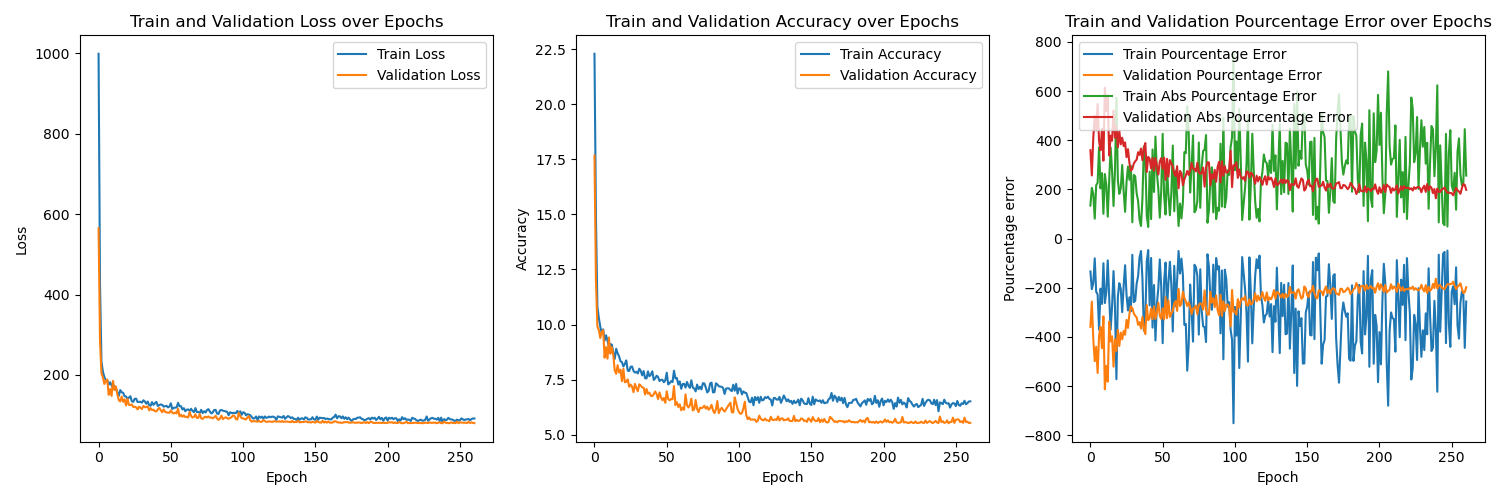 Train and Validation Loss over Epochs
1000
800
600
400
200
0
50
100
150
200
250
Loss
Epoch
Train Loss
Validation Loss
Train and Validation Accuracy over Epochs
22.5
20.0
17.5
15.0
12.5
10.0
7.5
5.0
0
50
100
150
200
250
Accuracy
Epoch
Train Accuracy
Validation Accuracy
Train and Validation Pourcentage Error over Epochs
800
600
400
200
0
−200
−400
−600
−800
0
50
100
150
200
250
Pourcentage error
Epoch
Train Pourcentage Error
Validation Pourcentage Error
Train Abs Pourcentage Error
Validation Abs Pourcentage Error